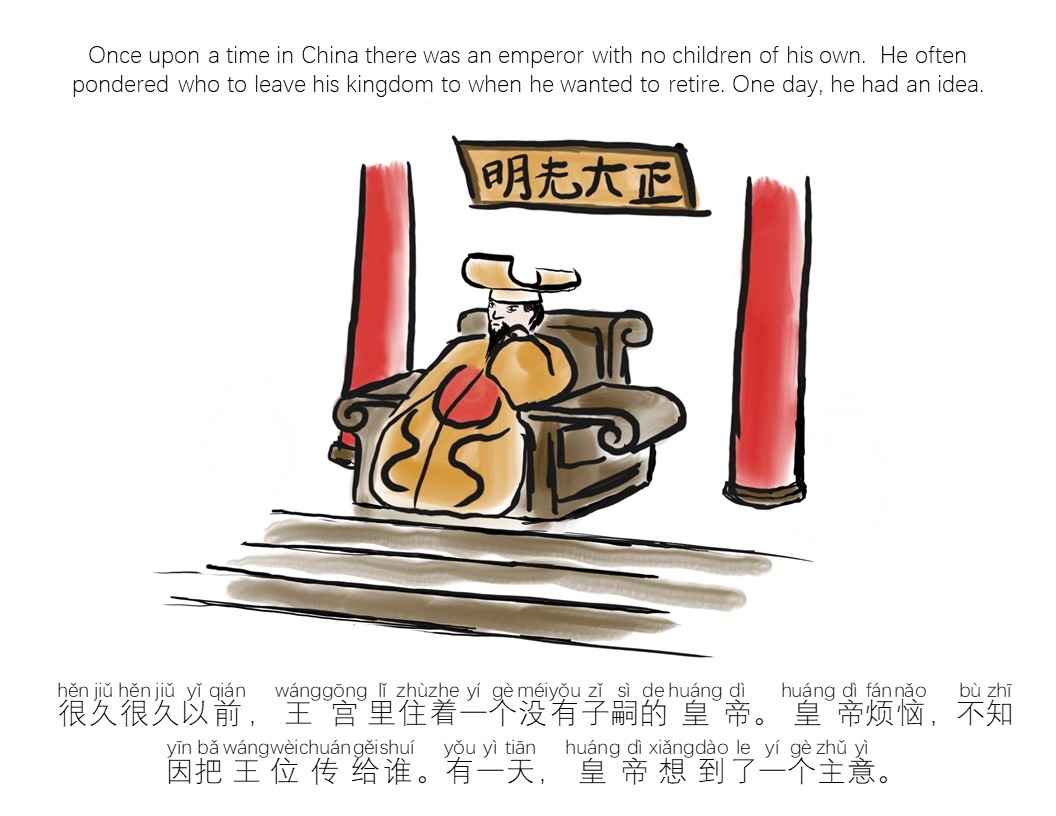 Once upon a time in China there was an emperor with no children of his own. He often
pondered who to leave his kingdom to when he wanted to retire. One day, he had an idea.
明光大正
hěn jiǔ hěn jiǔ yǐ qián wánggōng lǐ zhùzhe yí gè méiyǒu zǐ sì de huáng dì huáng dì fánnǎo bù zhī
很久很久以前，王宫里住着一个没有子嗣的皇帝。皇帝烦恼，不知
yīn bǎ wángwèichuángěishuí yǒu yì tiān huáng dì xiǎngdào le yí gè zhǔ yì
因把王位传给谁。有一天，皇帝想到了一个主意。